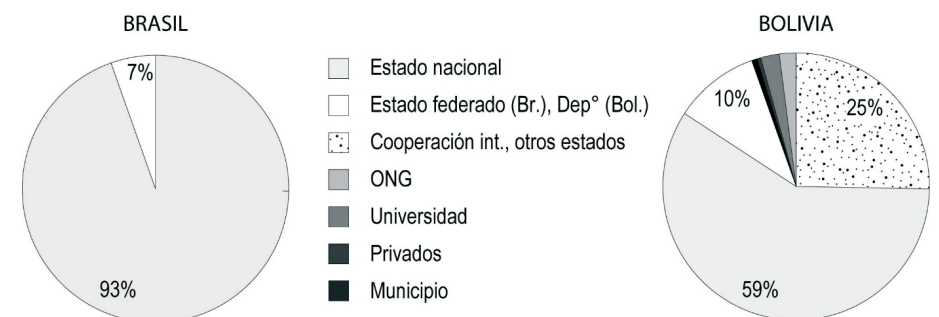 BRASIL
7%
93%
Estado nacional
Estado federado (Br.), Dep° (Bol.)
Cooperación int., otros estados
ONG
Universidad
Privados
Municipio
BOLIVIA
10%
25%
59%